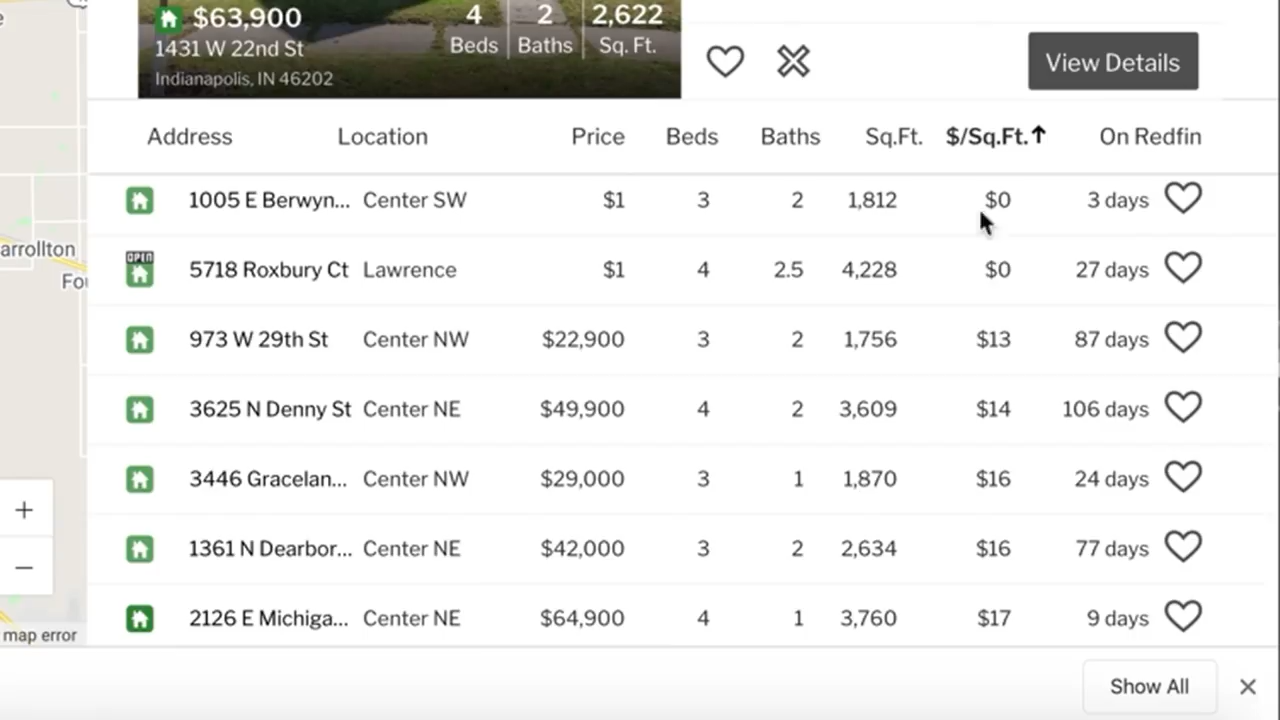 $63,900
4 2 2,622
Beds Baths Sq. Ft.
1431 W 22nd St
Indianapolis, IN 46202
View Details
Address Location Price Beds Baths Sq.Ft. $/Sq.Ft. On Redfin
1005 E Berwyn... Center SW $1 3 2 1,812 $0 3 days
OPEN
5718 Roxbury Ct Lawrence $1 4 2.5 4,228 $0 27 days
973 W 29th St Center NW $22,900 3 2 1,756 $13 87 days
3625 N Denny St Center NE $49,900 4 2 3,609 $14 106 days
3446 Gracelan... Center NW $29,000 3 1 1,870 $16 24 days
1361 N Dearbor... Center NE $42,000 3 2 2,634 $16 77 days
2126 E Michiga... Center NE $64,900 4 1 3,760 $17 9 days
arrollton
Fou
+
−
map error
Show All